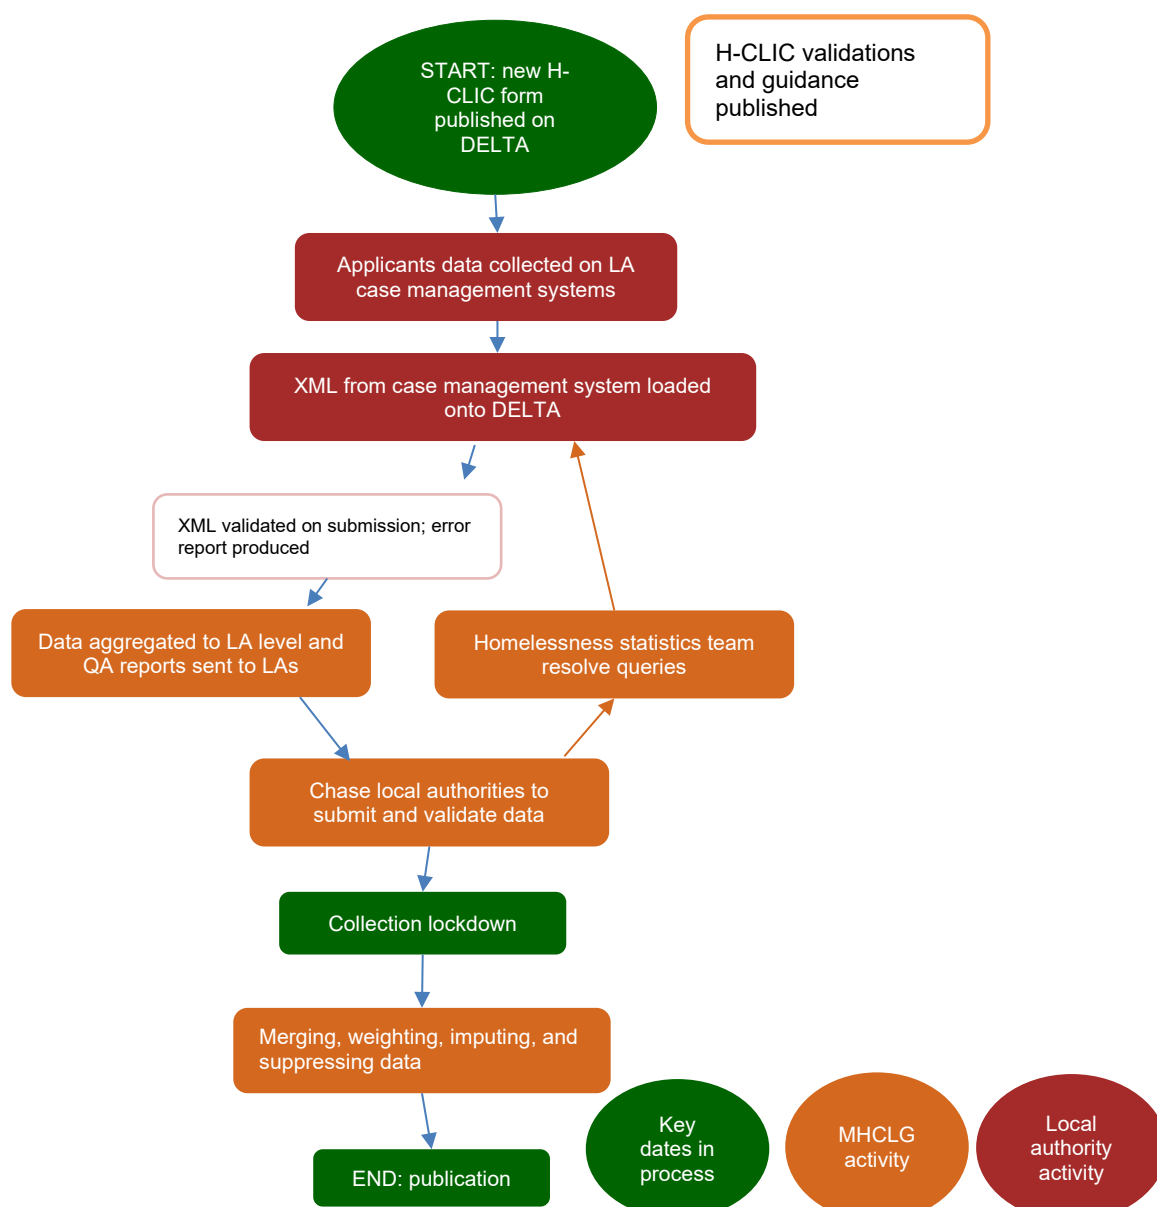 START: new H-
CLIC form
published on
DELTA
H-CLIC validations
and guidance
published
Applicants data collected on LA
case management systems
XML from case management system loaded
onto DELTA
XML validated on submission; error
report produced
Data aggregated to LA level and
QA reports sent to LAs
Homelessness statistics team
resolve queries
Chase local authorities to
submit and validate data
Collection lockdown
Merging, weighting, imputing, and
suppressing data
END: publication
Key
dates in
process
MHCLG
activity
Local
authority
activity